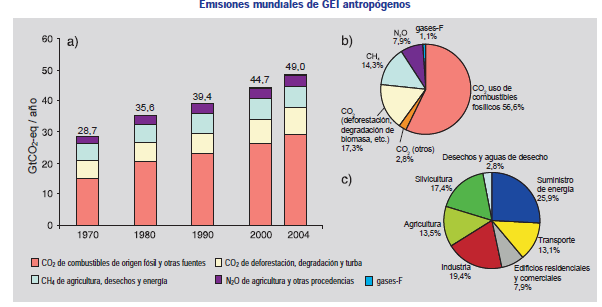 Emisiones mundiales de GEI antropógenos
a)
GtCO₂-eq / año
60
50
40
30
20
10
0
28,7
35,6
39,4
44,7
49,0
1970
1980
1990
2000
2004
b)
gases-F
1,1%
N₂O
7,9%
CH₄
14,3%
CO₂ uso de
combustibles
fosílicos 56,6%
CO₂
(deforestación,
degradación de
biomasa, etc.)
17,3%
CO₂ (otros)
2,8%
c)
Desechos y aguas de desecho
2,8%
Silvicultura
17,4%
Suministro
de energía
25,9%
Agricultura
13,5%
Transporte
13,1%
Industria
19,4%
Edificios residenciales
y comerciales
7,9%
CO₂ de combustibles de origen fósil y otras fuentes
CO₂ de deforestación, degradación y turba
CH₄ de agricultura, desechos y energía
N₂O de agricultura y otras procedencias
gases-F